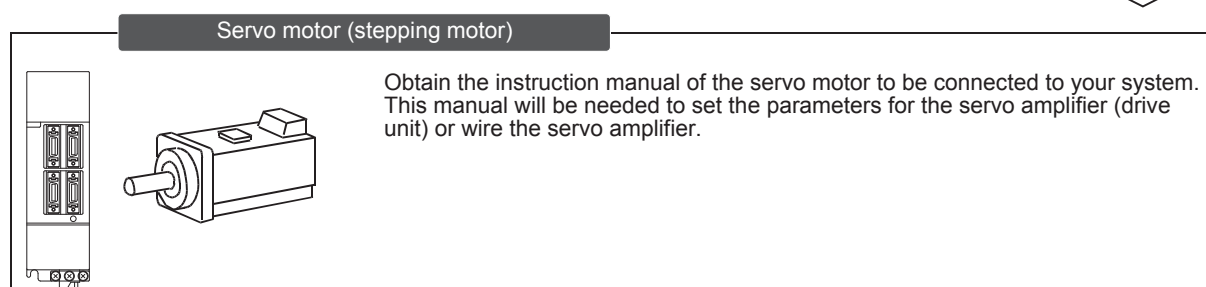 Servo motor (stepping motor)
Obtain the instruction manual of the servo motor to be connected to your system.
This manual will be needed to set the parameters for the servo amplifier (drive
unit) or wire the servo amplifier.